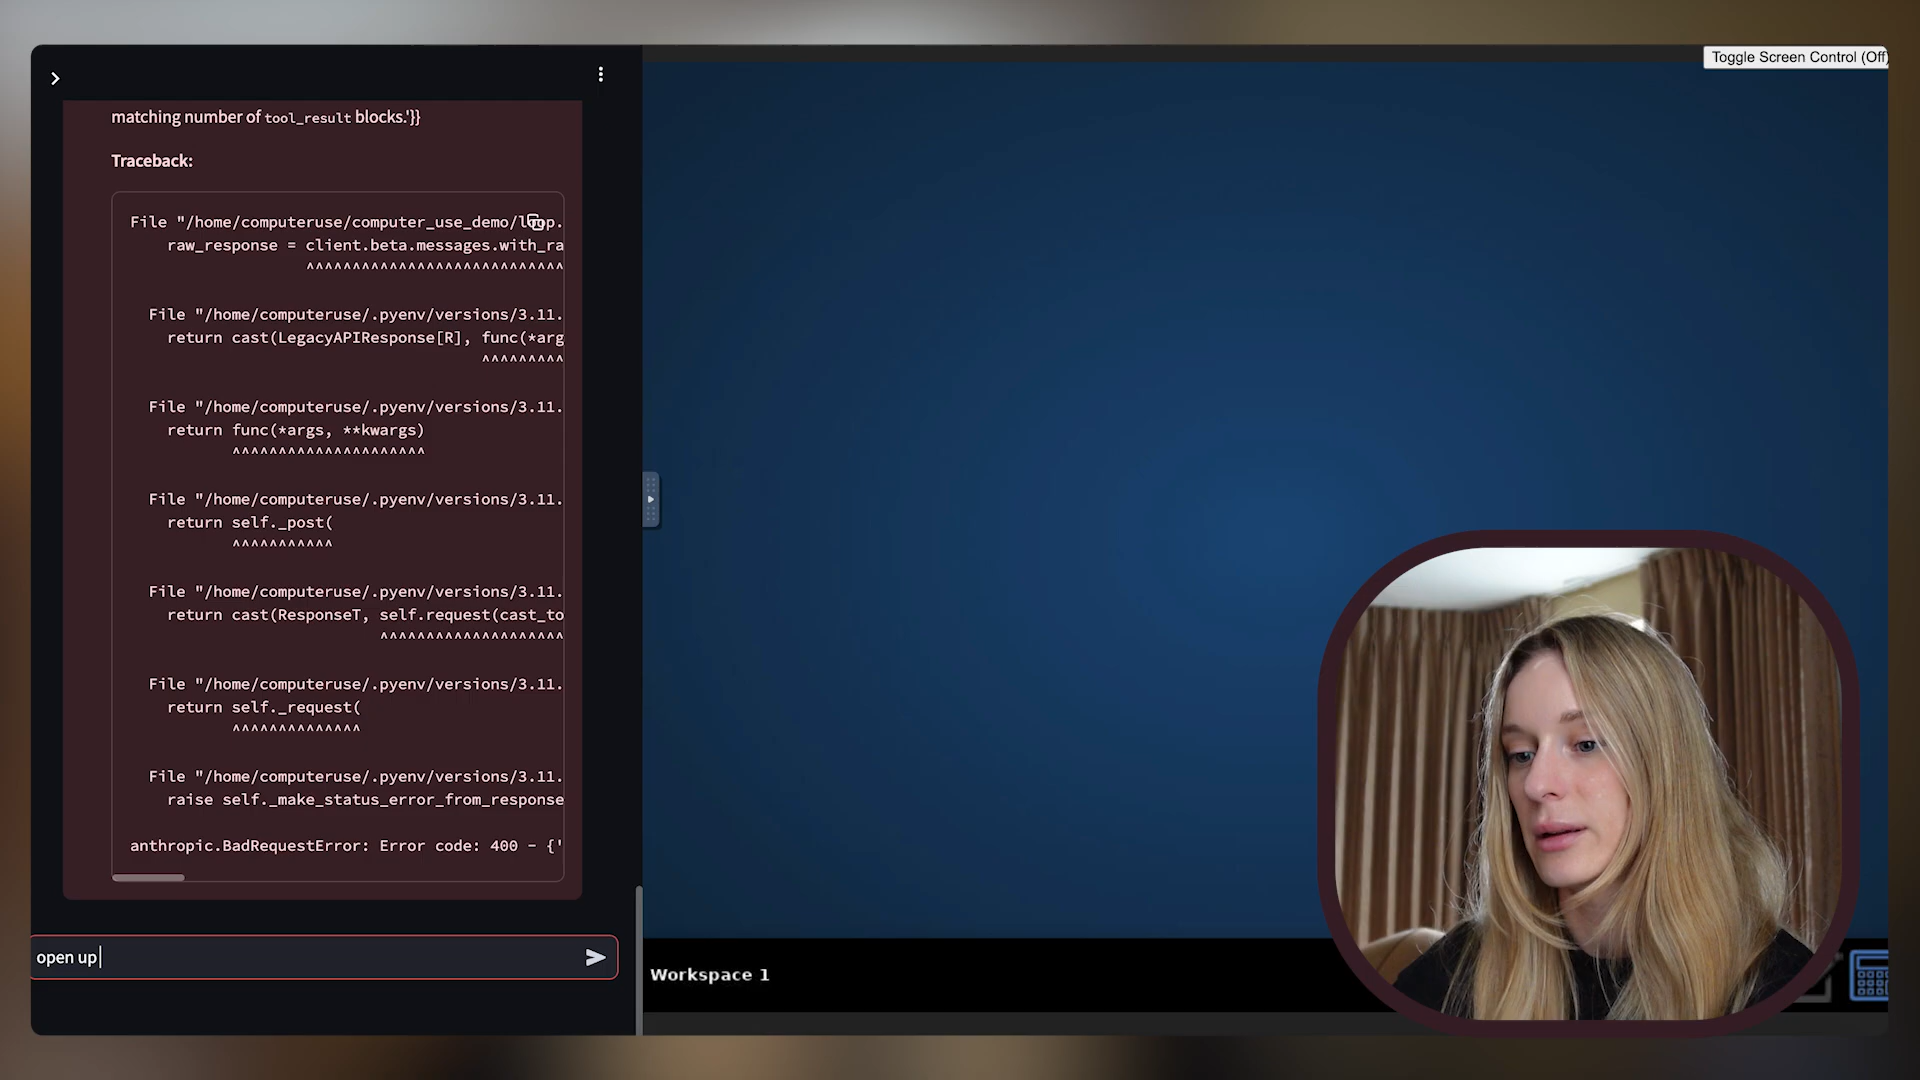 Toggle Screen Control (Off)
matching number of tool_result blocks.'}}
Traceback:
File "/home/computeruse/computer_use_demo/loop.
raw_response = client.beta.messages.with_ra
^^^^^^^^^^^^^^^^^^^^^^^^^^^^
File "/home/computeruse/.pyenv/versions/3.11.
return cast(LegacyAPIResponse[R], func(*arg
^^^^^^^^^
File "/home/computeruse/.pyenv/versions/3.11.
return func(*args, **kwargs)
^^^^^^^^^^^^^^^^^^^^^
File "/home/computeruse/.pyenv/versions/3.11.
return self._post(
^^^^^^^^^^^
File "/home/computeruse/.pyenv/versions/3.11.
return cast(ResponseT, self.request(cast_to
^^^^^^^^^^^^^^^^^^^^
File "/home/computeruse/.pyenv/versions/3.11.
return self._request(
^^^^^^^^^^^^^^
File "/home/computeruse/.pyenv/versions/3.11.
raise self._make_status_error_from_response
anthropic.BadRequestError: Error code: 400 - {'
open up
Workspace 1